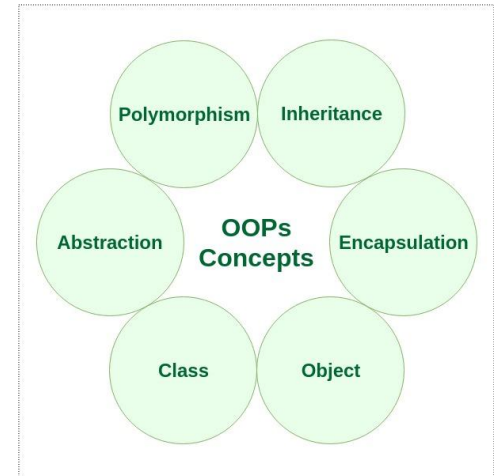 Polymorphism
Inheritance
Abstraction
OOPs
Concepts
Encapsulation
Class
Object